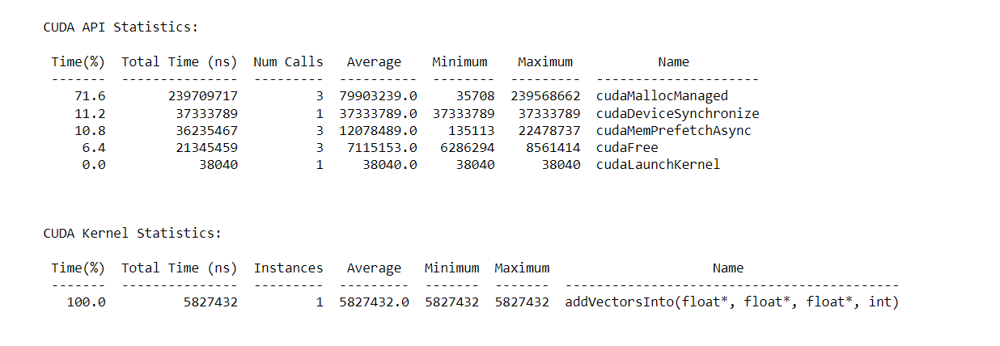 CUDA API Statistics:
Time(%) Total Time (ns) Num Calls Average Minimum Maximum Name
------- --------------- --------- ---------- -------- --------- ---------------------
71.6 239709717 3 79903239.0 35708 239568662 cudaMallocManaged
11.2 37333789 1 37333789.0 37333789 37333789 cudaDeviceSynchronize
10.8 36235467 3 12078489.0 135113 22478737 cudaMemPrefetchAsync
6.4 21345459 3 7115153.0 6286294 8561414 cudaFree
0.0 38040 1 38040.0 38040 38040 cudaLaunchKernel
CUDA Kernel Statistics:
Time(%) Total Time (ns) Instances Average Minimum Maximum Name
------- --------------- --------- --------- ------- ------- -------------------------------------------
100.0 5827432 1 5827432.0 5827432 5827432 addVectorsInto(float*, float*, float*, int)